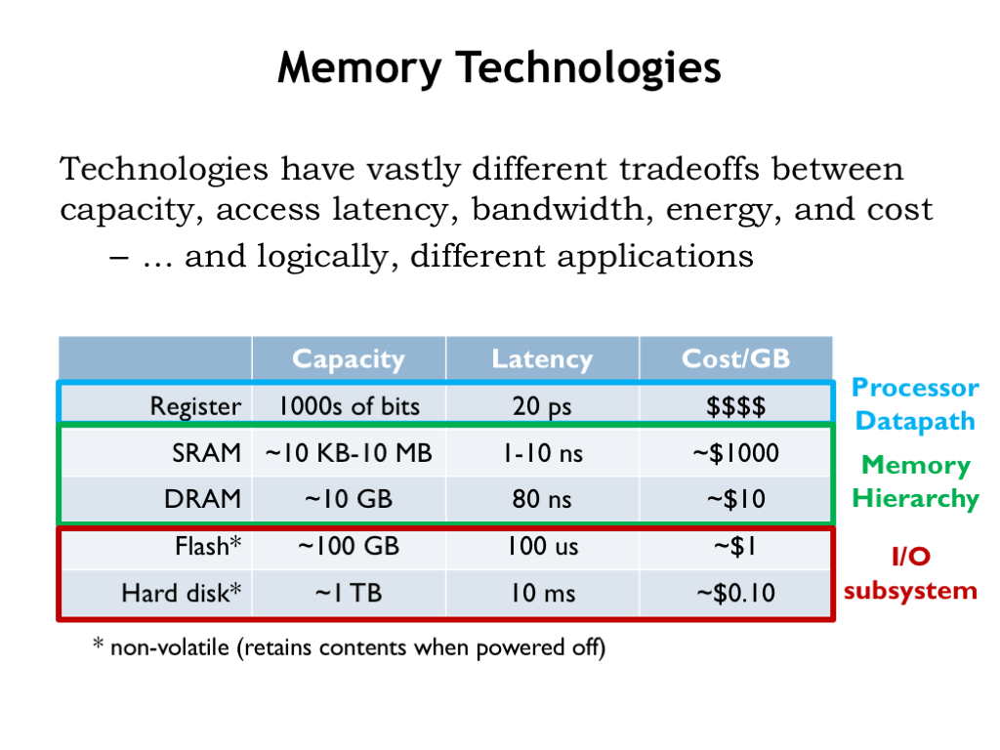 Memory Technologies
Technologies have vastly different tradeoffs between
capacity, access latency, bandwidth, energy, and cost
– … and logically, different applications
Capacity Latency Cost/GB
Register 1000s of bits 20 ps $$$$
SRAM ~10 KB-10 MB 1-10 ns ~$1000
DRAM ~10 GB 80 ns ~$10
Flash* ~100 GB 100 us ~$1
Hard disk* ~1 TB 10 ms ~$0.10
Processor
Datapath
Memory
Hierarchy
I/O
subsystem
* non-volatile (retains contents when powered off)